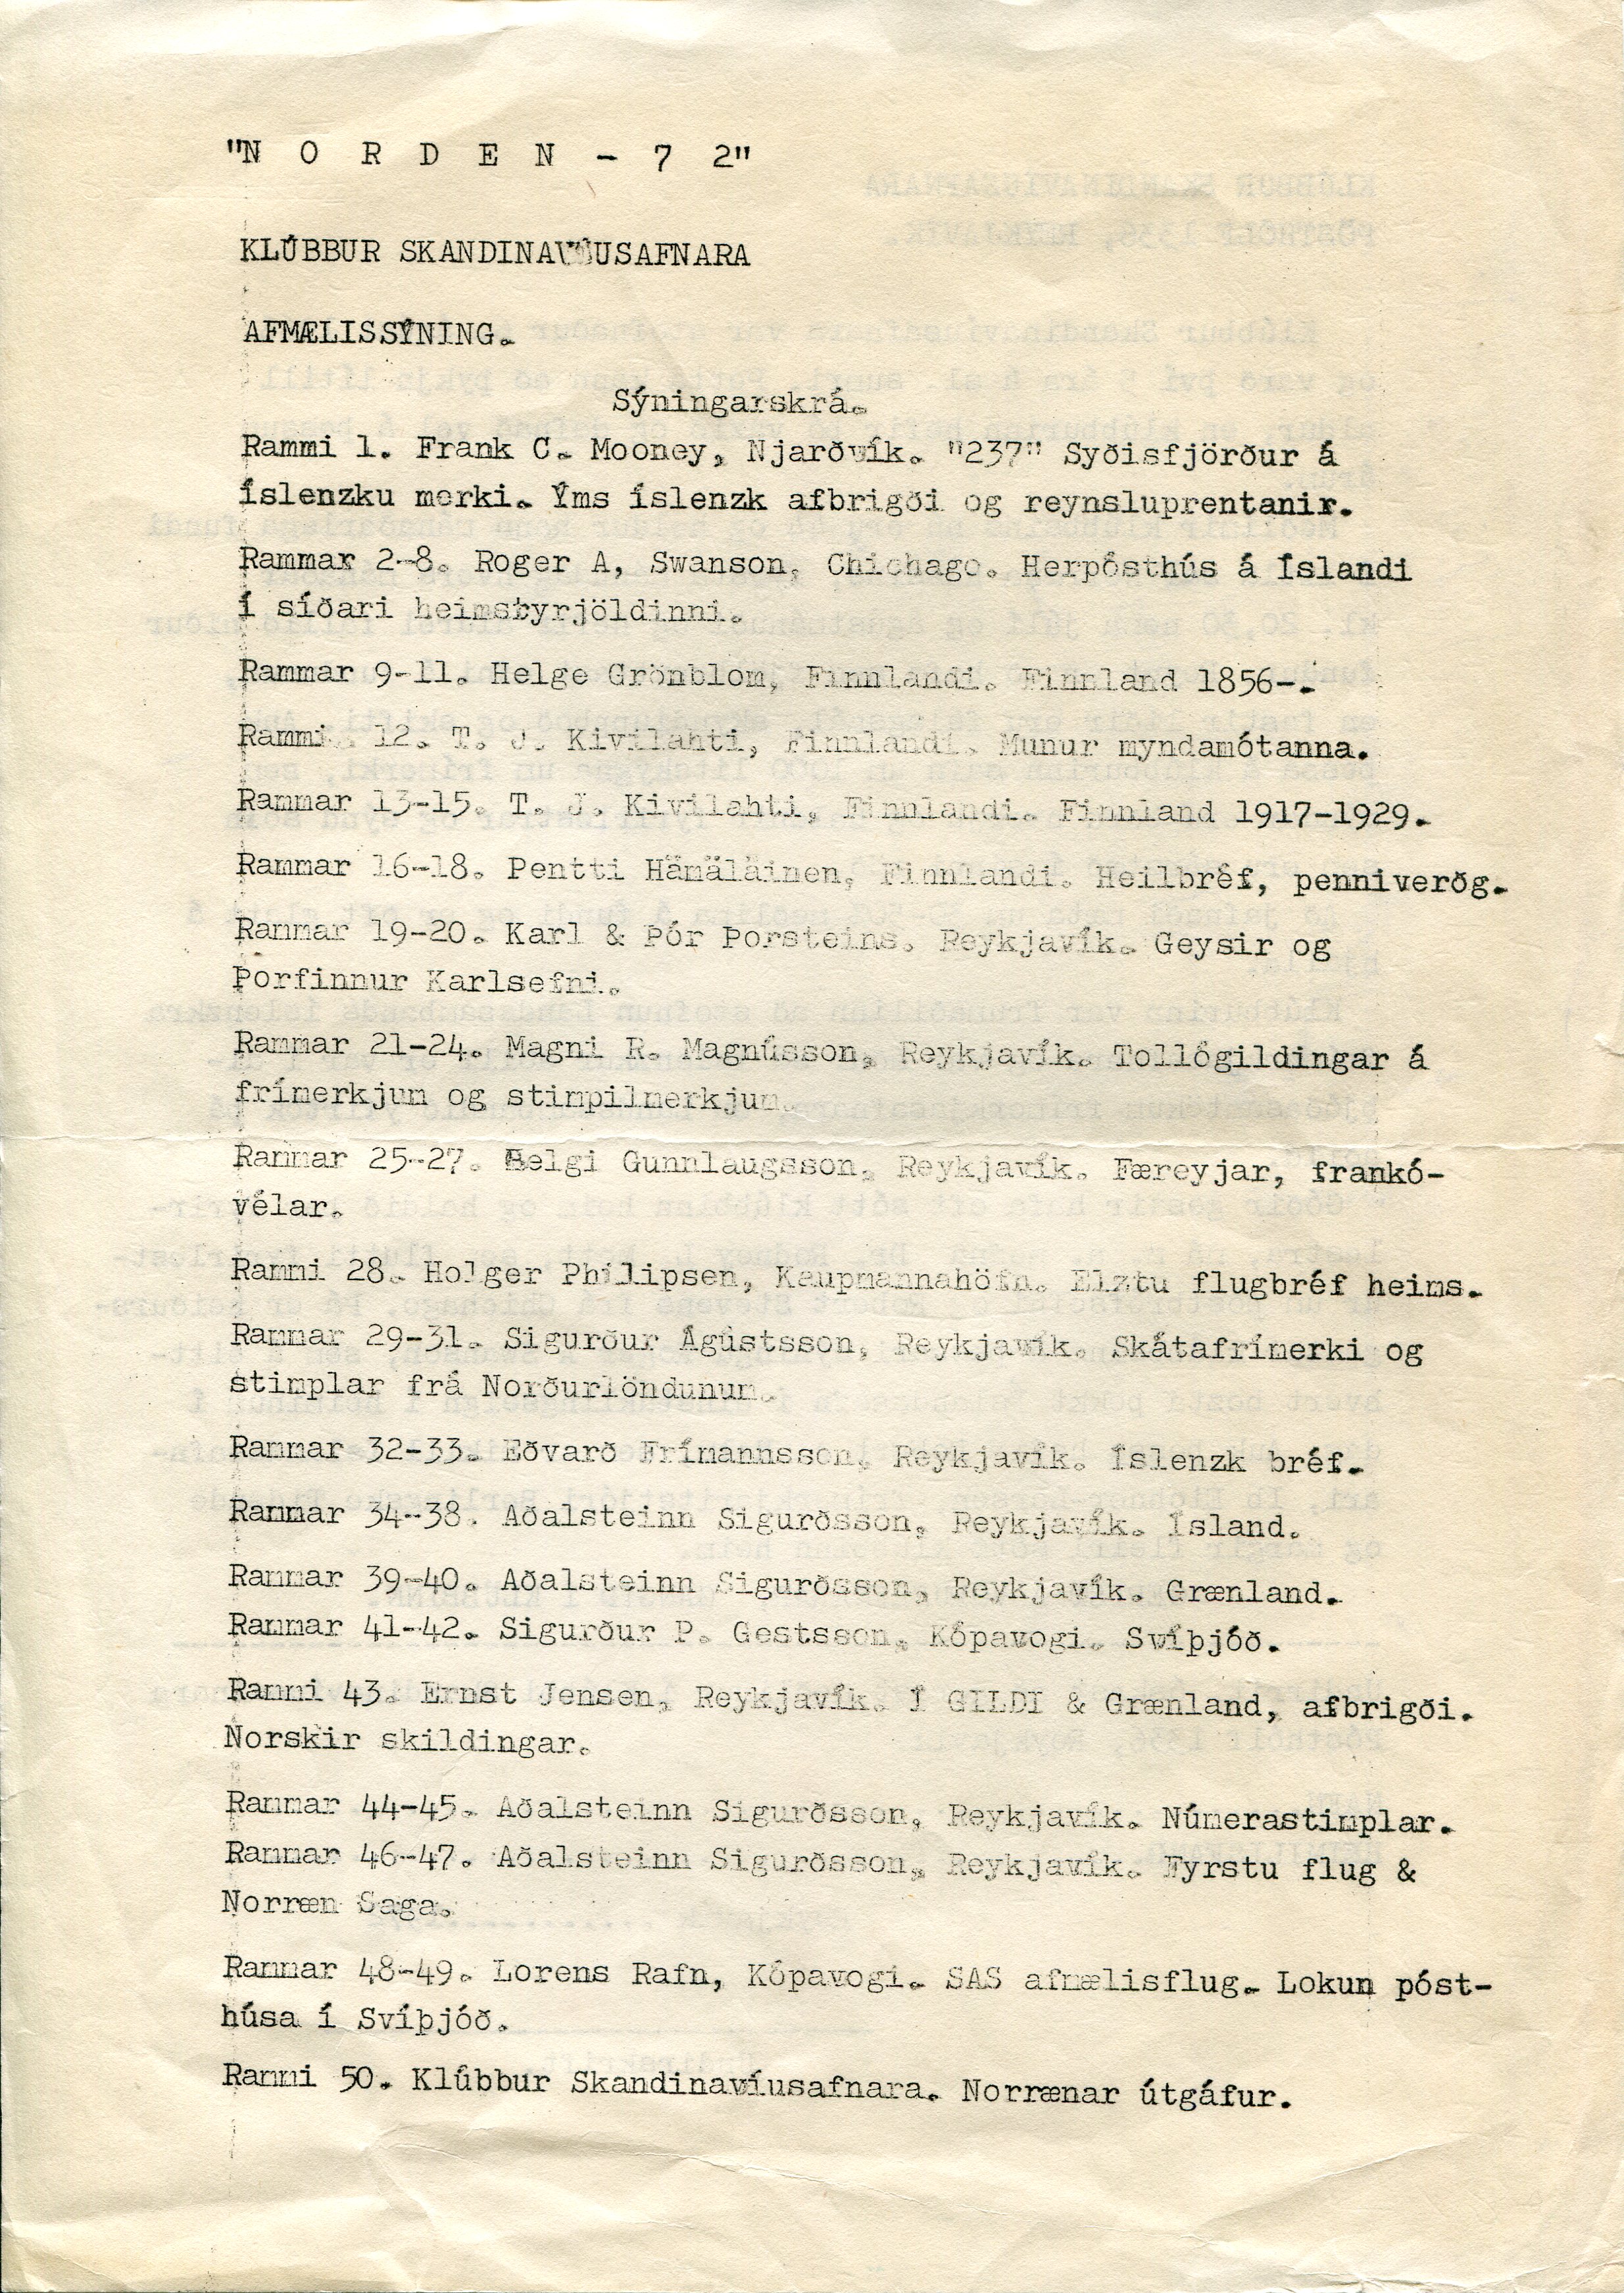 "N O R D E N - 7 2"
KLÚBBUR SKANDINAVÍUSAFNARA
AFMÆLISSÝNING.
Sýningarskrá.
Rammi 1. Frank C. Mooney, Njarðvík. "237" Syðisfjörður á
íslenzku merki. Ýms íslenzk afbrigði og reynsluprentanir.
Rammar 2-8. Roger A, Swanson, Chichago. Herpósthús á Íslandi
í síðari heimstyrjöldinni.
Rammar 9-11. Helge Grönblom, Finnlandi. Finnland 1856-.
Rammi 12. T. J. Kivilahti, Finnlandi. Munur myndamótanna.
Rammar 13-15. T. J. Kivilahti, Finnlandi. Finnland 1917-1929.
Rammar 16-18. Pentti Hämäläinen, Finnlandi. Heilbréf, penniverðg.
Rammar 19-20. Karl & Þór Þorsteins. Reykjavík. Geysir og
Þorfinnur Karlsefni.
Rammar 21-24. Magni R. Magnússon, Reykjavík. Tollógildingar á
frímerkjum og stimpilmerkjum.
Rammar 25-27. Helgi Gunnlaugsson, Reykjavík. Færeyjar, frankó-
vélar.
Rammi 28. Holger Philipsen, Kaupmannahöfn. Elztu flugbréf heims.
Rammar 29-31. Sigurður Ágústsson, Reykjavík. Skátafrímerki og
stimplar frá Norðurlöndunum.
Rammar 32-33. Eðvarð Frímannsson, Reykjavík. Íslenzk bréf.
Rammar 34-38. Aðalsteinn Sigurðsson, Reykjavík. Ísland.
Rammar 39-40. Aðalsteinn Sigurðsson, Reykjavík. Grænland.
Rammar 41-42. Sigurður P. Gestsson, Kópavogi. Svíþjóð.
Rammi 43. Ernst Jensen, Reykjavík. Í GILDI & Grænland, afbrigði.
Norskir skildingar.
Rammar 44-45. Aðalsteinn Sigurðsson, Reykjavík. Númerastimplar.
Rammar 46-47. Aðalsteinn Sigurðsson, Reykjavík. Fyrstu flug &
Norræn Saga.
Rammar 48-49. Lorens Rafn, Kópavogi. SAS afmælisflug. Lokun póst-
húsa í Svíþjóð.
Rammi 50. Klúbbur Skandinavíusafnara. Norrænar útgáfur.